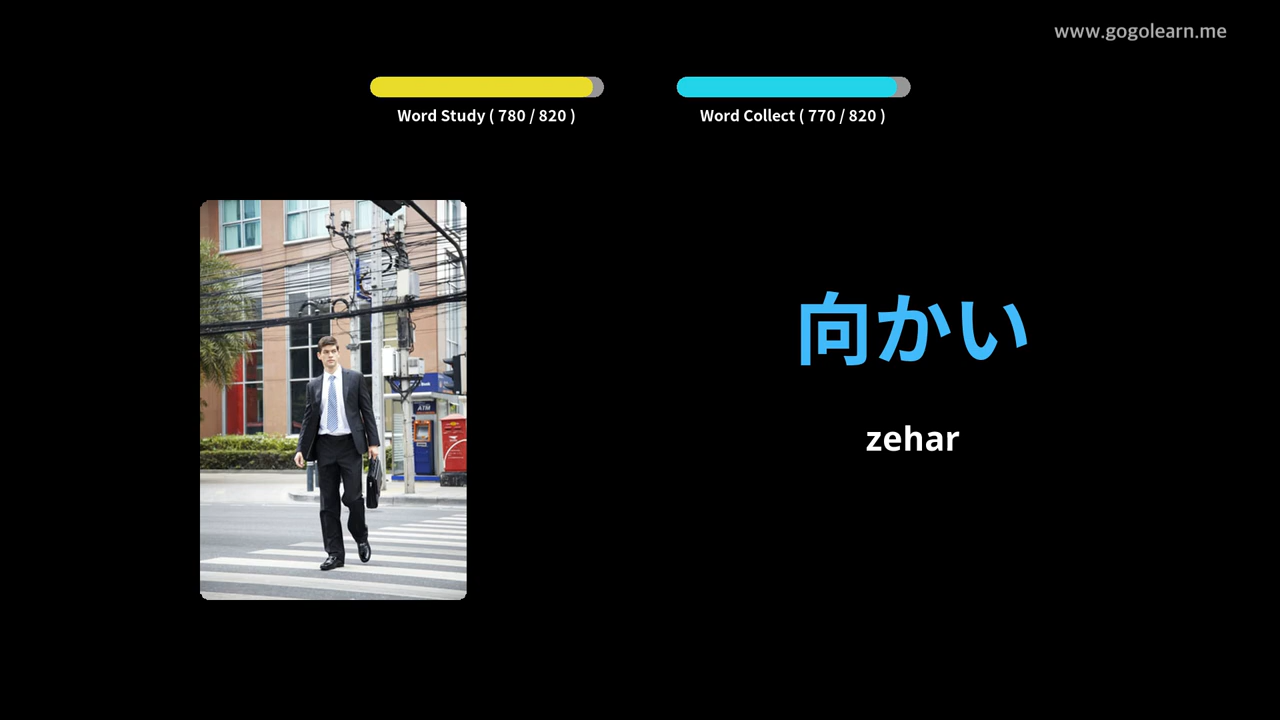 www.gogolearn.me
Word Study ( 780 / 820 )
Word Collect ( 770 / 820 )
向かい
zehar
ATM